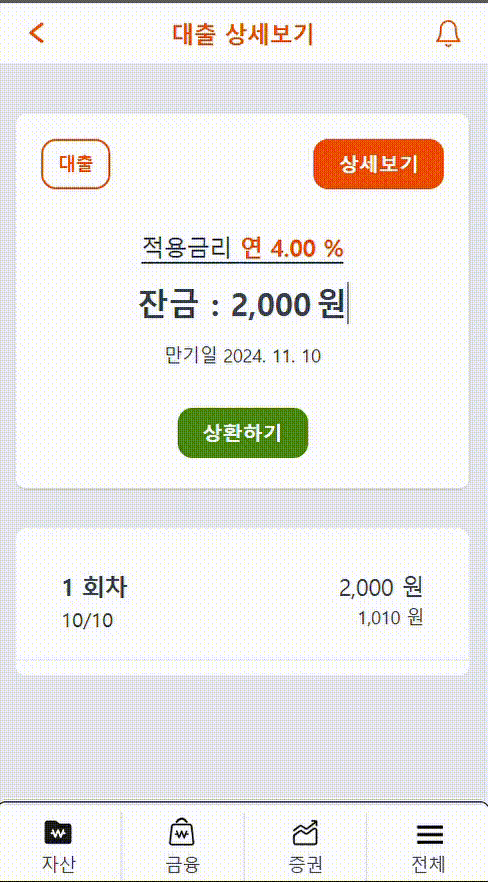 대출 상세보기
대출
상세보기
적용금리 연 4.00 %
잔금 : 2,000 원
만기일 2024. 11. 10
상환하기
1 회차
2,000 원
10/10
1,010 원
자산
금융
증권
전체